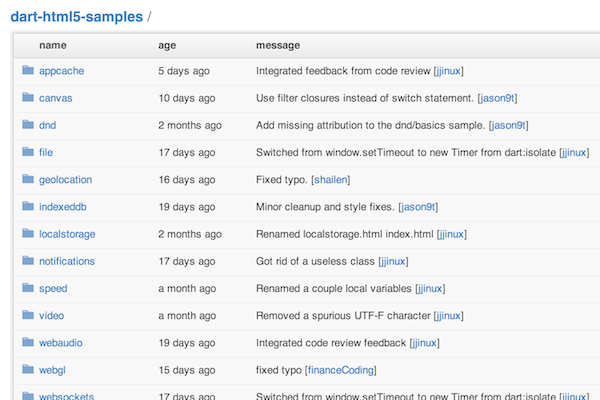 dart-html5-samples /
name age message
appcache 5 days ago Integrated feedback from code review [jjinux]
canvas 10 days ago Use filter closures instead of switch statement. [jason9t]
dnd 2 months ago Add missing attribution to the dnd/basics sample. [jason9t]
file 17 days ago Switched from window.setTimeout to new Timer from dart:isolate [jjinux]
geolocation 16 days ago Fixed typo. [shailen]
indexeddb 19 days ago Minor cleanup and style fixes. [jason9t]
localstorage 2 months ago Renamed localstorage.html index.html [jjinux]
notifications 17 days ago Got rid of a useless class [jjinux]
speed a month ago Renamed a couple local variables [jjinux]
video a month ago Removed a spurious UTF-F character [jjinux]
webaudio 19 days ago Integrated code review feedback [jjinux]
webgl 15 days ago fixed typo [financeCoding]
websockets 17 days ago Switched from window.setTimeout to new Timer from dart:isolate [jjinux]